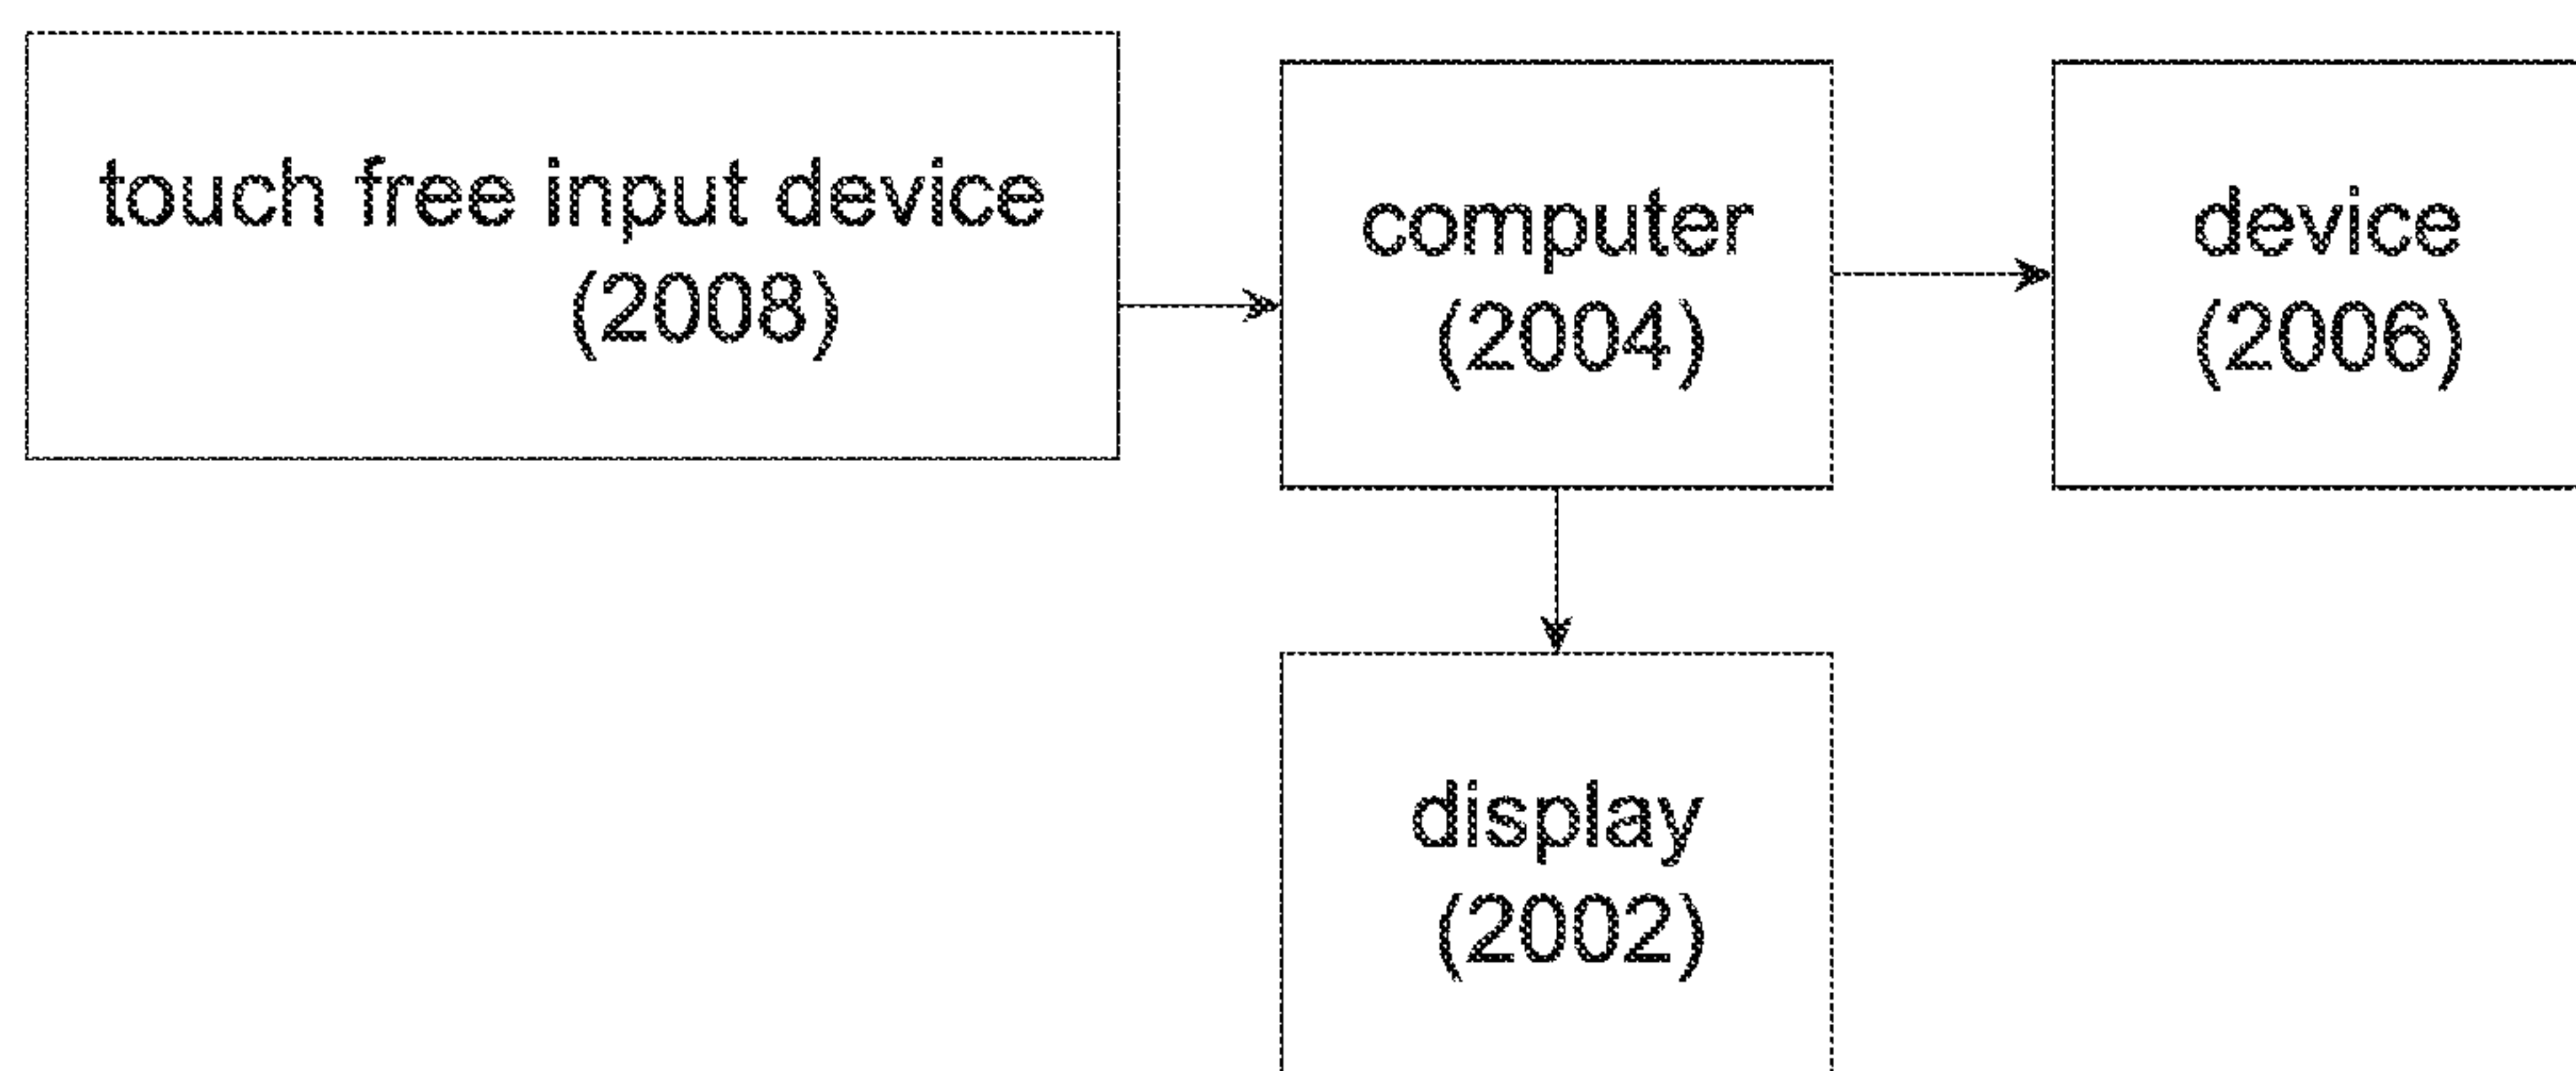 touch free input device
(2008)
computer
(2004)
device
(2006)
display
(2002)